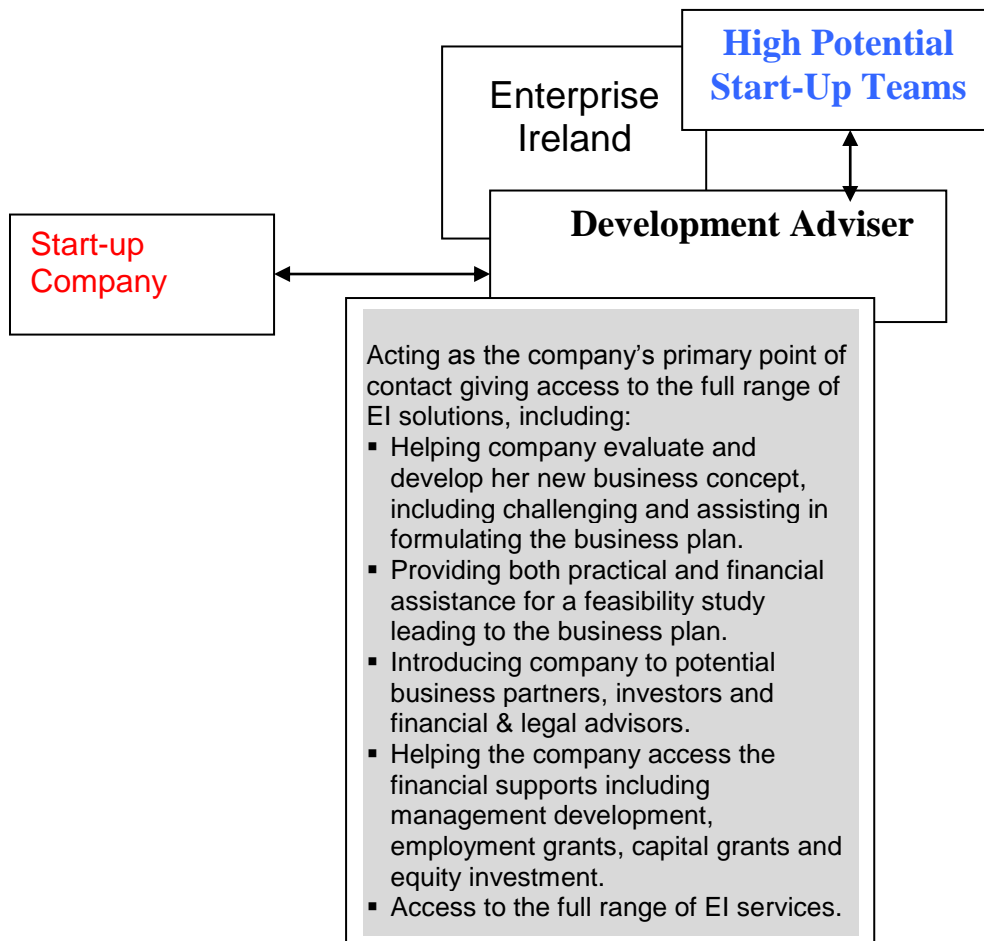 High Potential
Start-Up Teams
Enterprise
Ireland
Development Adviser
Start-up
Company
Acting as the company’s primary point of
contact giving access to the full range of
EI solutions, including:
▪ Helping company evaluate and
develop her new business concept,
including challenging and assisting in
formulating the business plan.
▪ Providing both practical and financial
assistance for a feasibility study
leading to the business plan.
▪ Introducing company to potential
business partners, investors and
financial & legal advisors.
▪ Helping the company access the
financial supports including
management development,
employment grants, capital grants and
equity investment.
▪ Access to the full range of EI services.